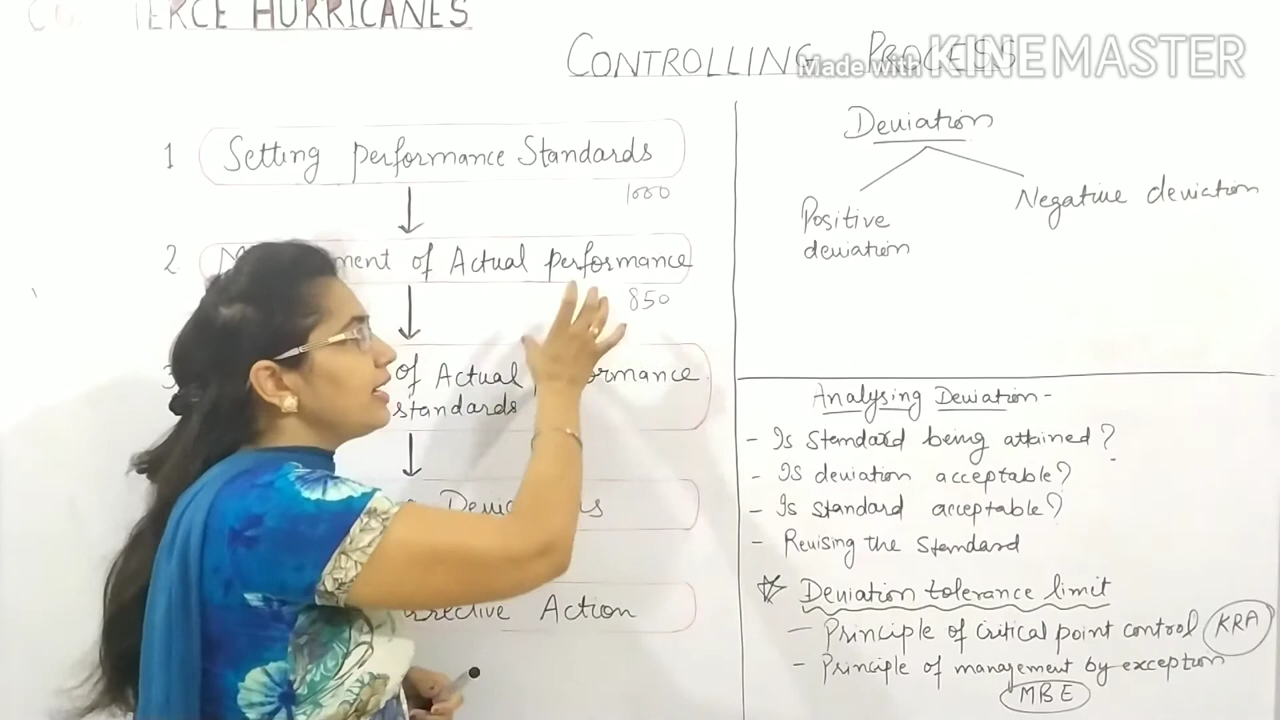 HURRICANES
CONTROLLING PROCESS
Made with KINEMASTER
1 Setting performance Standards
1000
2 of Actual performance
850
3 of Actual
standards
Action
Deviation
Positive deviation
Negative deviation
Analysing Deviation-
- Is Standard being attained?
- Is deviation acceptable?
- Is standard acceptable?
- Revising the Standard
Deviation tolerance limit
- Principle of critical point control KRA
- Principle of management by exception
MBE